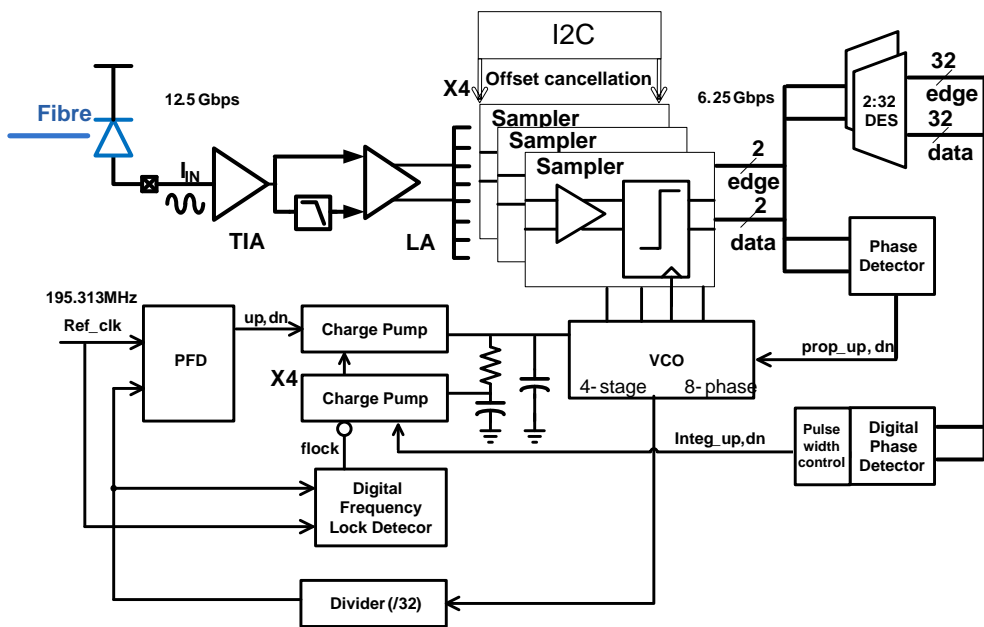 I2C
Offset cancellation
X4
Fibre
12.5 Gbps
I_IN
TIA
LA
Sampler
Sampler
Sampler
6.25 Gbps
2
edge
2
data
2:32
DES
32
edge
32
data
Phase
Detector
195.313MHz
Ref_clk
PFD
up,dn
Charge Pump
X4
Charge Pump
flock
VCO
4-stage
8-phase
prop_up, dn
Integ_up,dn
Pulse
width
control
Digital
Phase
Detector
Digital
Frequency
Lock Detecor
Divider (/32)